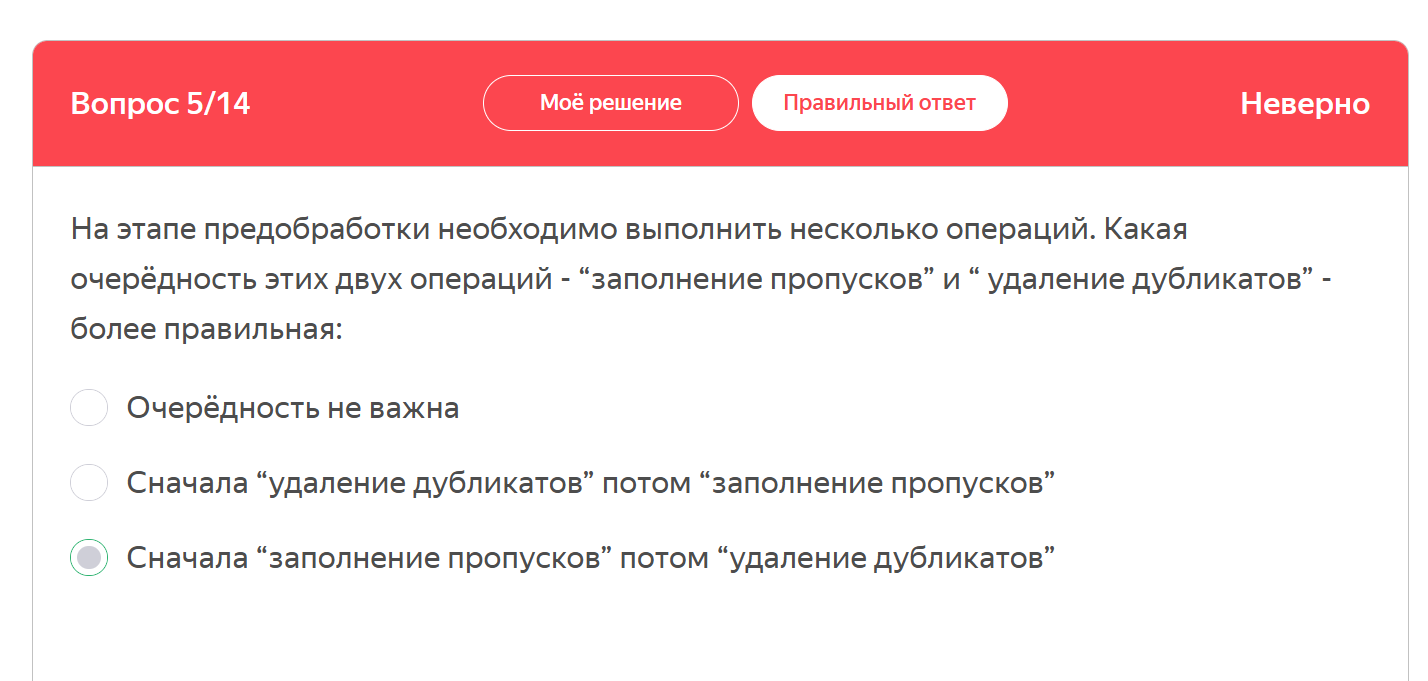 Вопрос 5/14
Моё решение
Правильный ответ
Неверно
На этапе предобработки необходимо выполнить несколько операций. Какая
очерёдность этих двух операций - “заполнение пропусков” и “ удаление дубликатов” -
более правильная:
Очерёдность не важна
Сначала “удаление дубликатов” потом “заполнение пропусков”
Сначала “заполнение пропусков” потом “удаление дубликатов”